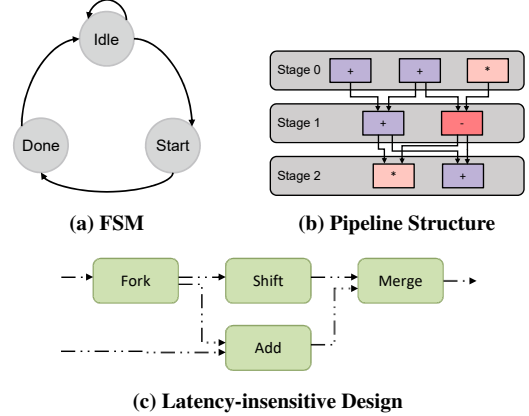 Idle
Done
Start
(a) FSM
Stage 0
+
+
*
Stage 1
+
-
Stage 2
*
+
(b) Pipeline Structure
Fork
Shift
Merge
Add
(c) Latency-insensitive Design